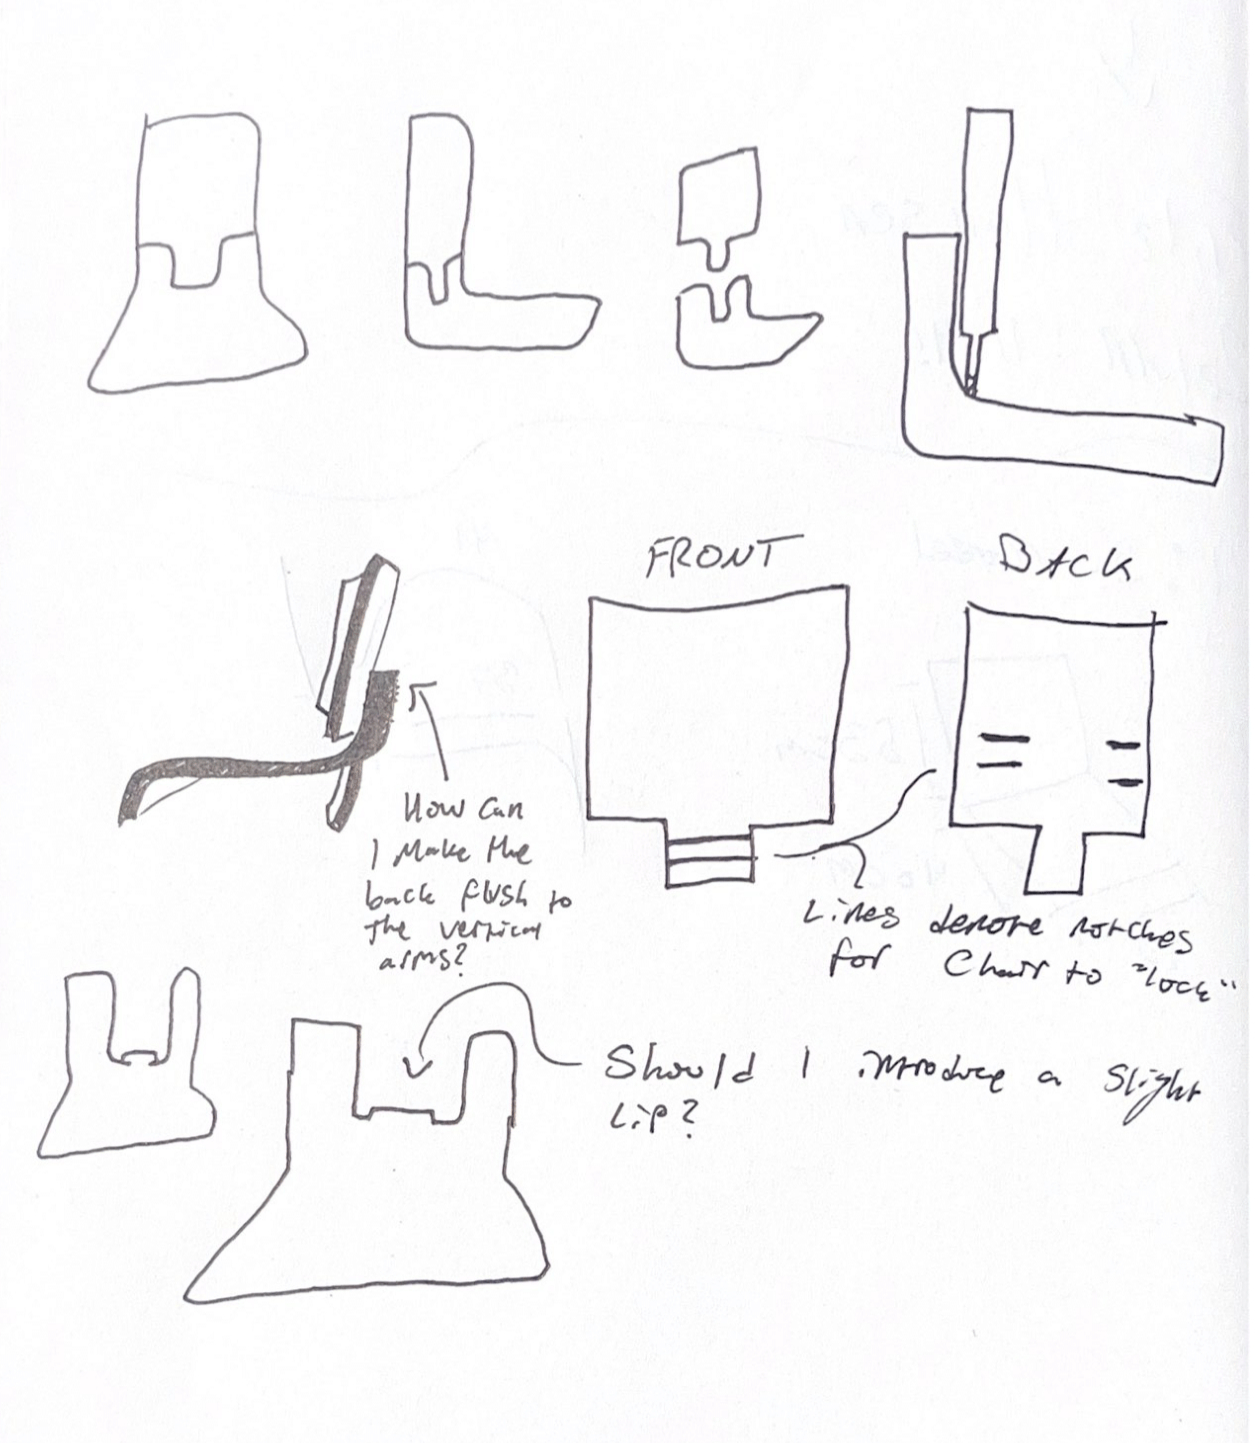 FRONT
BACK
How can
I make the
back flush to
the vertical
arms?
Lines denote notches
for Chair to "lock"
Should I introduce a slight
Lip?